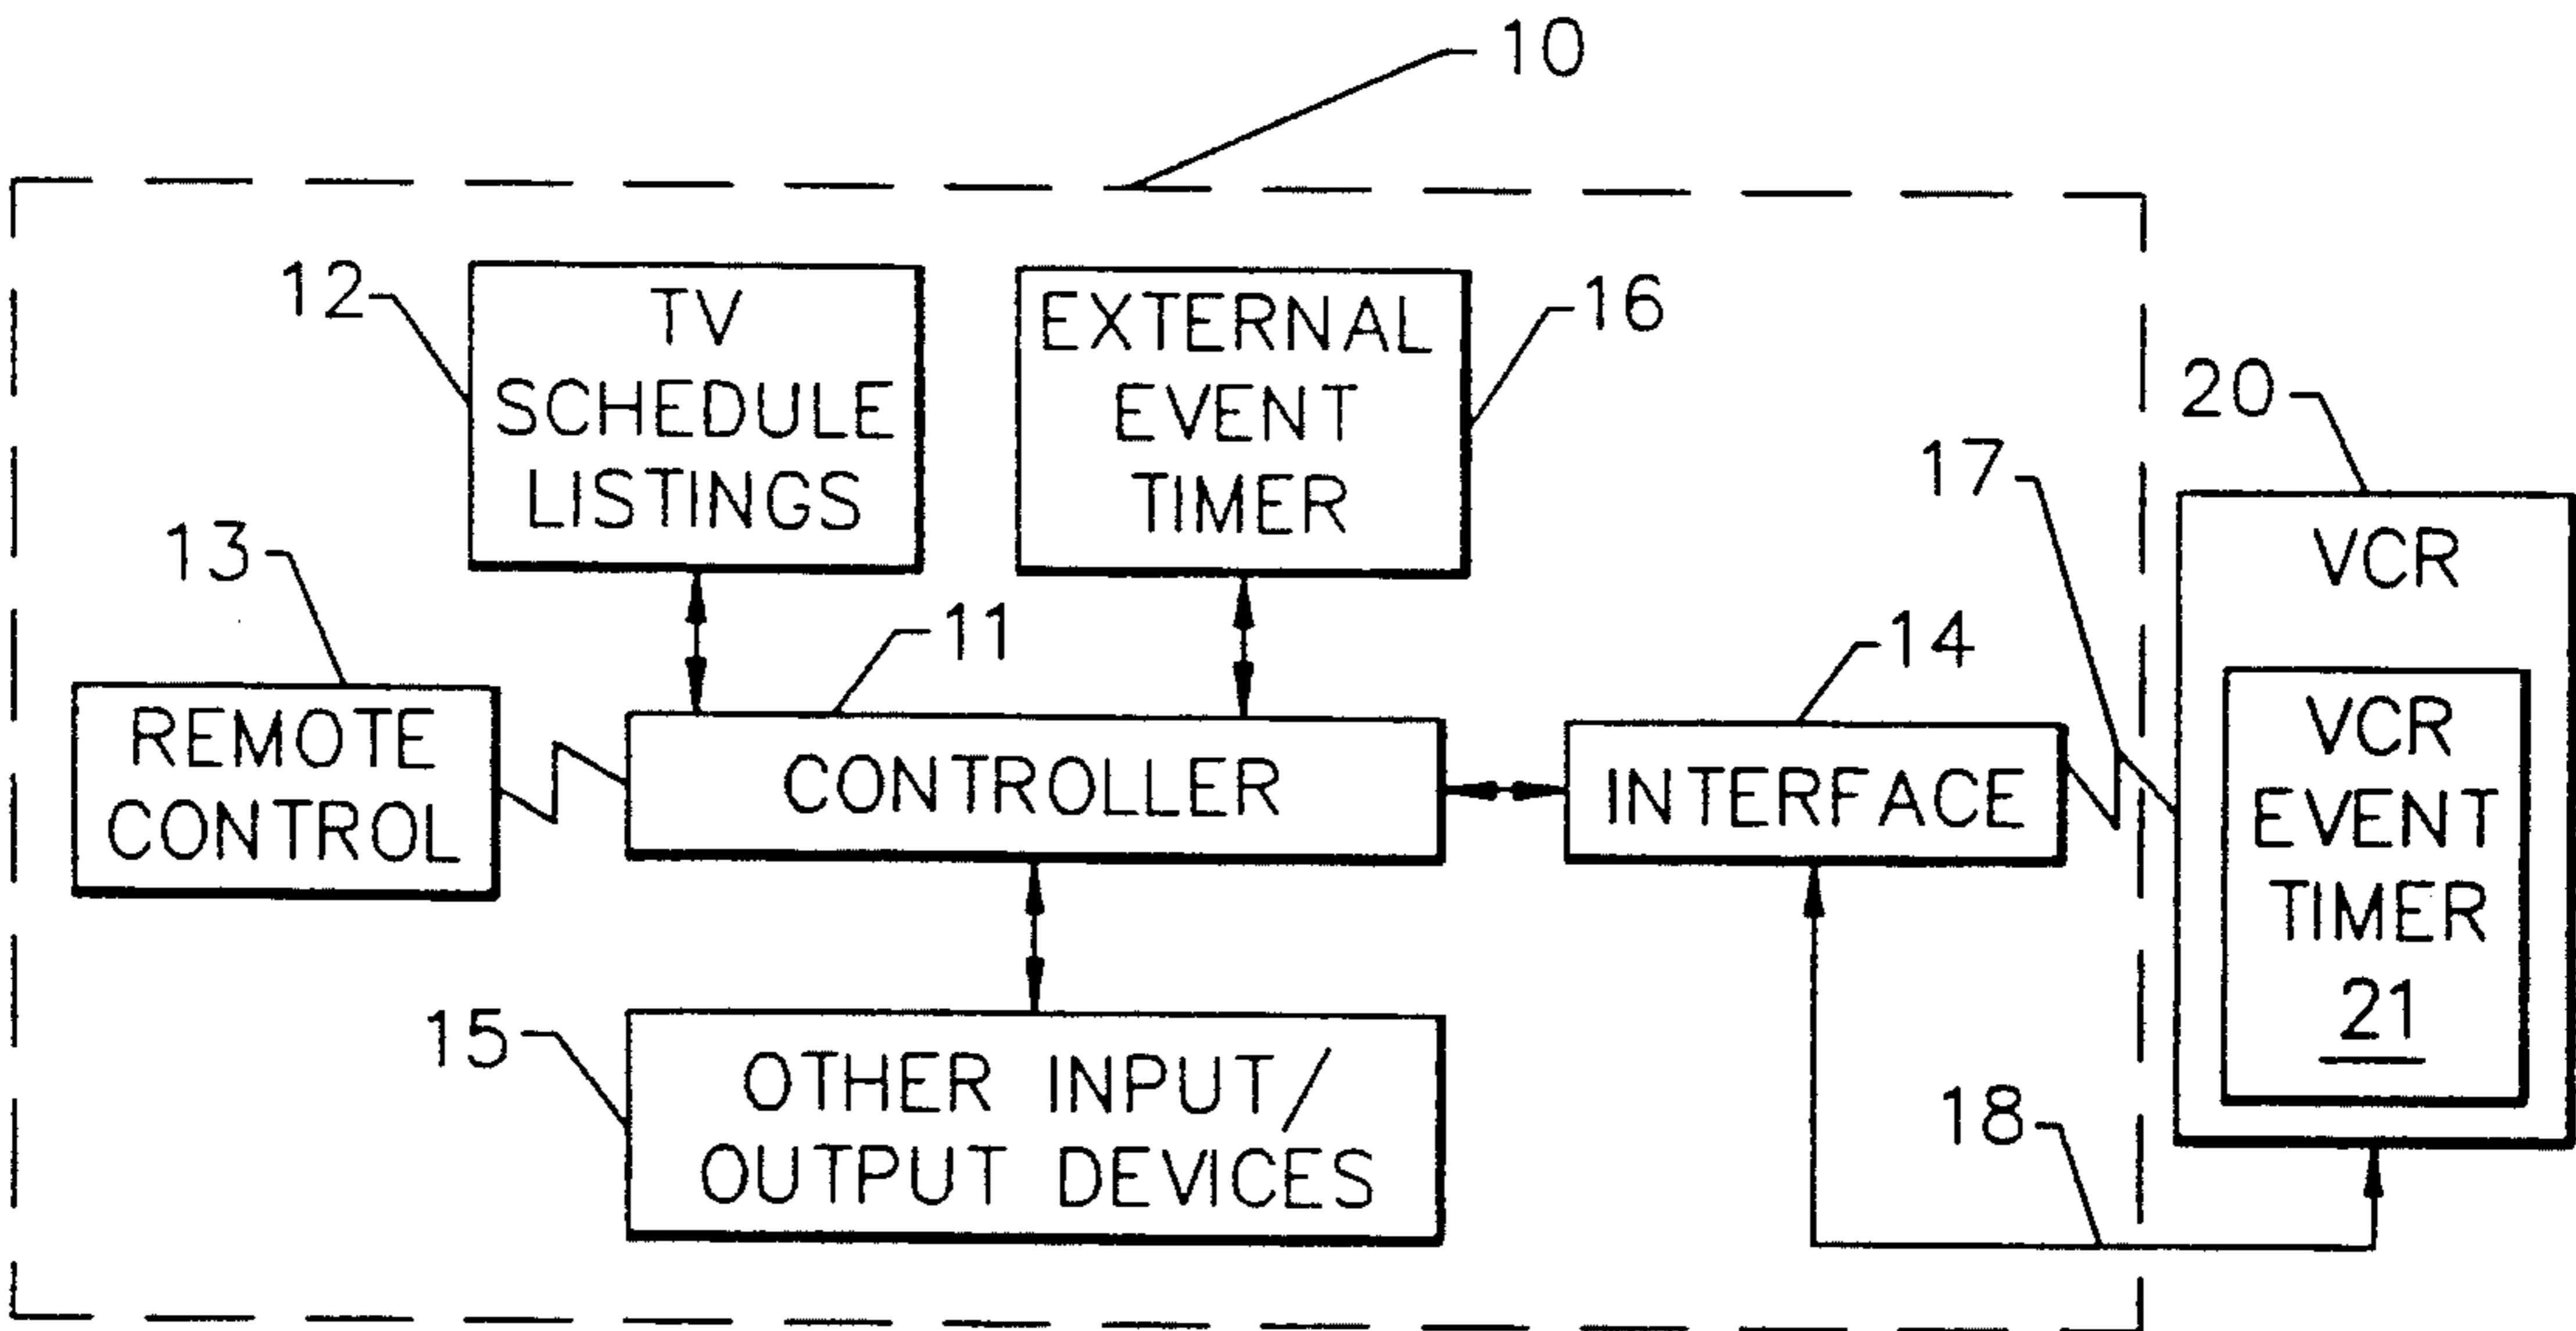 10
12
TV
SCHEDULE
LISTINGS
EXTERNAL
EVENT
TIMER
16
20
17
VCR
13
11
14
REMOTE
CONTROL
CONTROLLER
INTERFACE
VCR
EVENT
TIMER
21
15
OTHER INPUT/
OUTPUT DEVICES
18